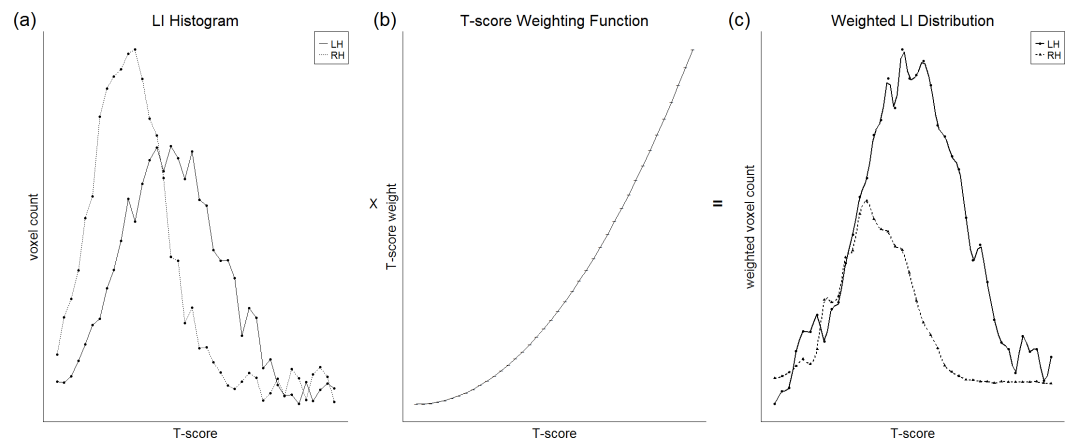 (a)
LI Histogram
LH
RH
voxel count
T-score
X
(b)
T-score Weighting Function
T-score weight
T-score
=
(c)
Weighted LI Distribution
LH
RH
weighted voxel count
T-score